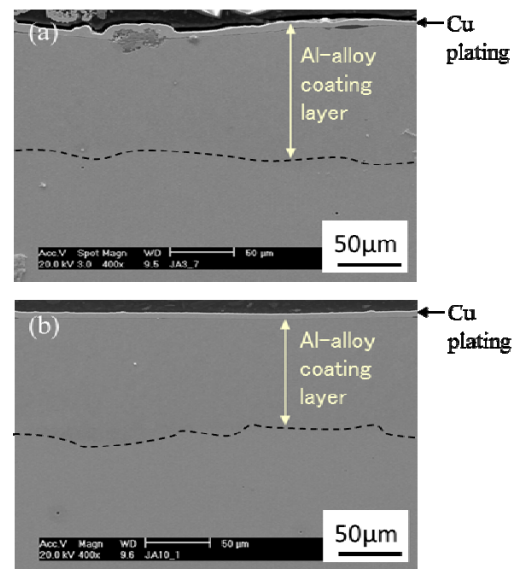 (a)
Cu
plating
Al-alloy
coating
layer
Acc.V Spot Magn WD 50 µm
20.0 kV 3.0 400x 9.5 JA3_7
50µm
(b)
Cu
plating
Al-alloy
coating
layer
Acc.V Magn WD 50 µm
20.0 kV 400x 9.6 JA10_1
50µm